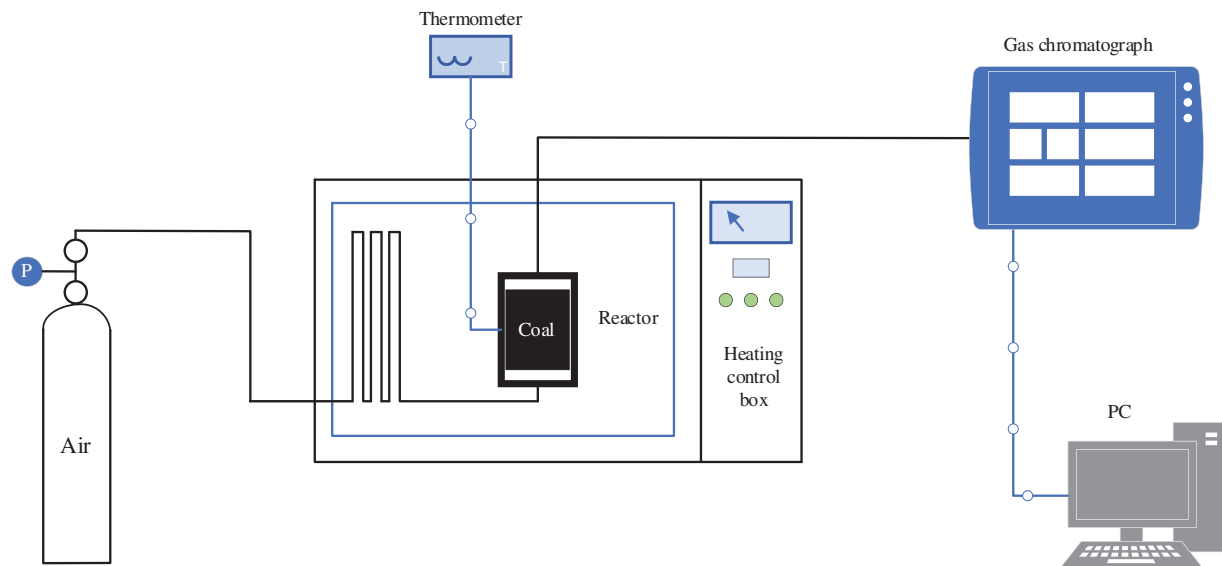 Thermometer
T
Gas chromatograph
P
Coal
Reactor
Heating
control
box
Air
PC